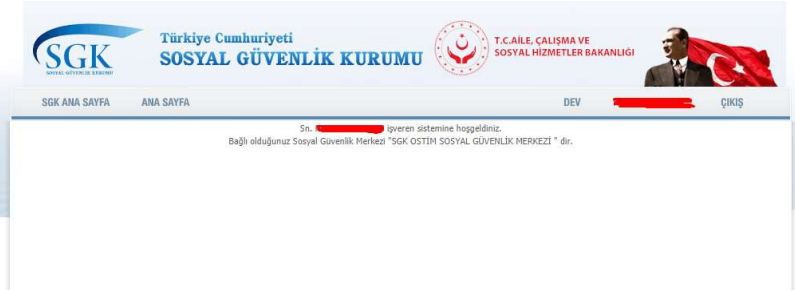 SGK
SOSYAL GÜVENLİK KURUMU
Türkiye Cumhuriyeti
SOSYAL GÜVENLİK KURUMU
T.C.AİLE, ÇALIŞMA VE
SOSYAL HİZMETLER BAKANLIĞI
SGK ANA SAYFA ANA SAYFA DEV ÇIKIŞ
Sn. işveren sistemine hoşgeldiniz.
Bağlı olduğunuz Sosyal Güvenlik Merkezi "SGK OSTİM SOSYAL GÜVENLİK MERKEZİ " dir.